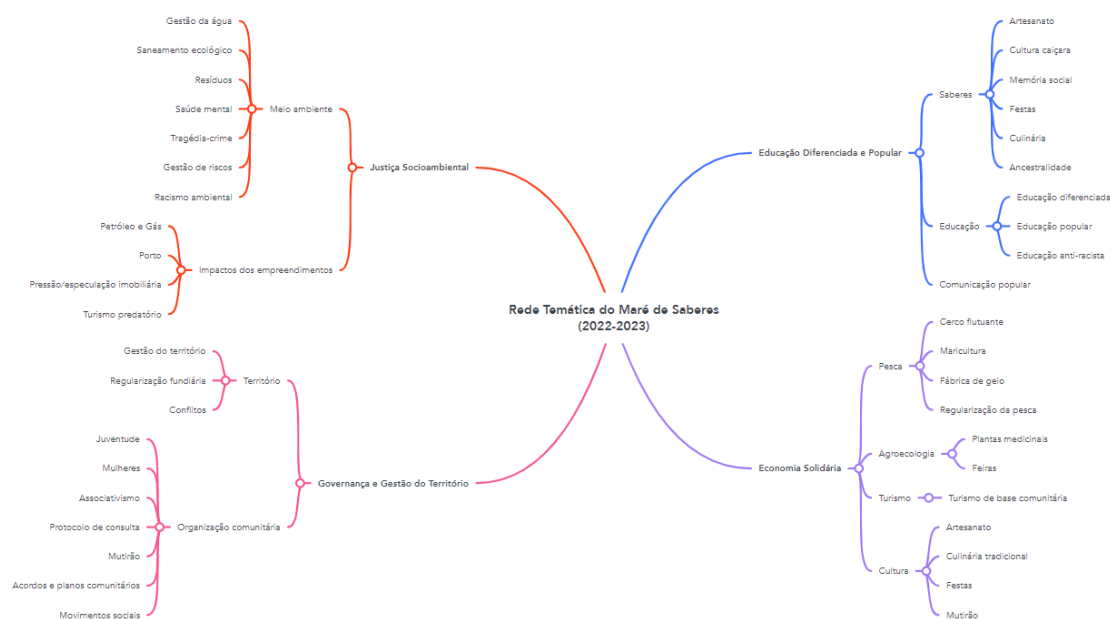 Rede Temática do Maré de Saberes
(2022-2023)
Justiça Socioambiental
Meio ambiente
Gestão da água
Saneamento ecológico
Resíduos
Saúde mental
Tragédia-crime
Gestão de riscos
Racismo ambiental
Impactos dos empreendimentos
Petróleo e Gás
Porto
Pressão/especulação imobiliária
Turismo predatório
Governança e Gestão do Território
Território
Gestão do território
Regularização fundiária
Conflitos
Organização comunitária
Juventude
Mulheres
Associativismo
Protocolo de consulta
Mutirão
Acordos e planos comunitários
Movimentos sociais
Educação Diferenciada e Popular
Saberes
Artesanato
Cultura caiçara
Memória social
Festas
Culinária
Ancestralidade
Educação
Educação diferenciada
Educação popular
Educação anti-racista
Comunicação popular
Economia Solidária
Pesca
Cerco flutuante
Maricultura
Fábrica de gelo
Regularização da pesca
Agroecologia
Plantas medicinais
Feiras
Turismo
Turismo de base comunitária
Cultura
Artesanato
Culinária tradicional
Festas
Mutirão